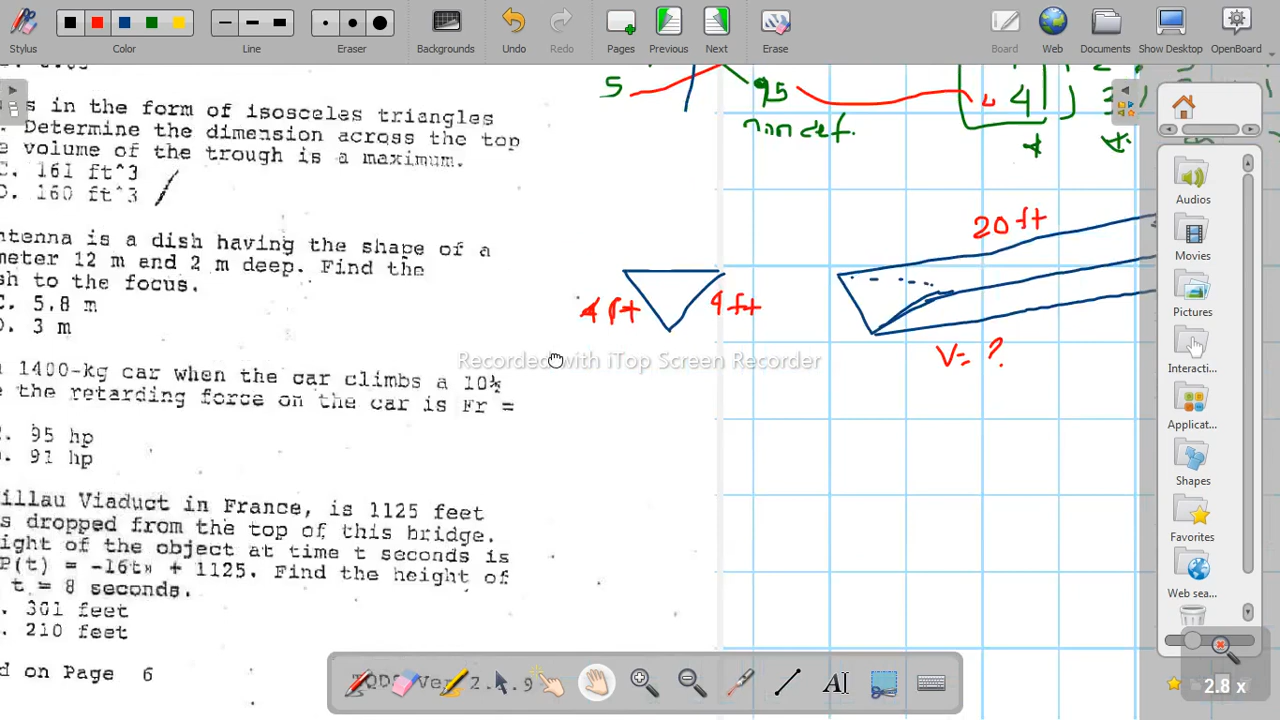 Stylus
Color
Line
Eraser
Backgrounds
Undo
Redo
Pages
Previous
Next
Erase
Board
Web
Documents
Show Desktop
OpenBoard
s in the form of isosceles triangles
. Determine the dimension across the top
e volume of the trough is a maximum.
C. 161 ft^3
D. 160 ft^3
ntenna is a dish having the shape of a
meter 12 m and 2 m deep. Find the
sh to the focus.
C. 5.8 m
D. 3 m
1400-kg car when the car climbs a 10%
e the retarding force on the car is Fr =
. 95 hp
. 91 hp
illau Viaduct in France, is 1125 feet
s dropped from the top of this bridge.
ight of the object at time t seconds is
P(t) = -16t» + 1125. Find the height of
t = 8 seconds.
. 301 feet
. 210 feet
d on Page 6
5
95
non def.
4
20 ft
4 ft
4 ft
V= ?
Recorded with iTop Screen Recorder
Audios
Movies
Pictures
Interacti...
Applicat...
Shapes
Favorites
Web sea...
2.8 x